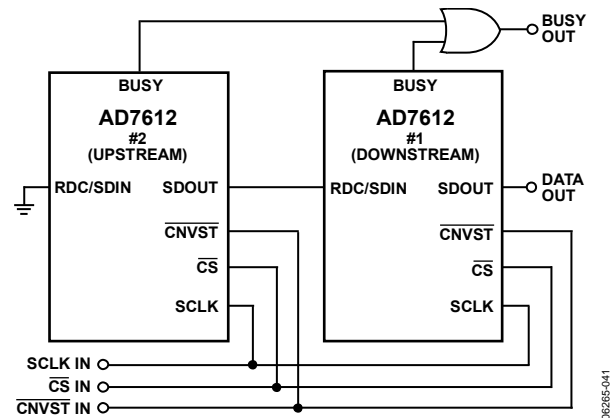 BUSY
OUT
BUSY
AD7612
#2
(UPSTREAM)
RDC/SDIN
SDOUT
CNVST
CS
SCLK
BUSY
AD7612
#1
(DOWNSTREAM)
RDC/SDIN
SDOUT
DATA
OUT
CNVST
CS
SCLK
SCLK IN
CS IN
CNVST IN
06265-041